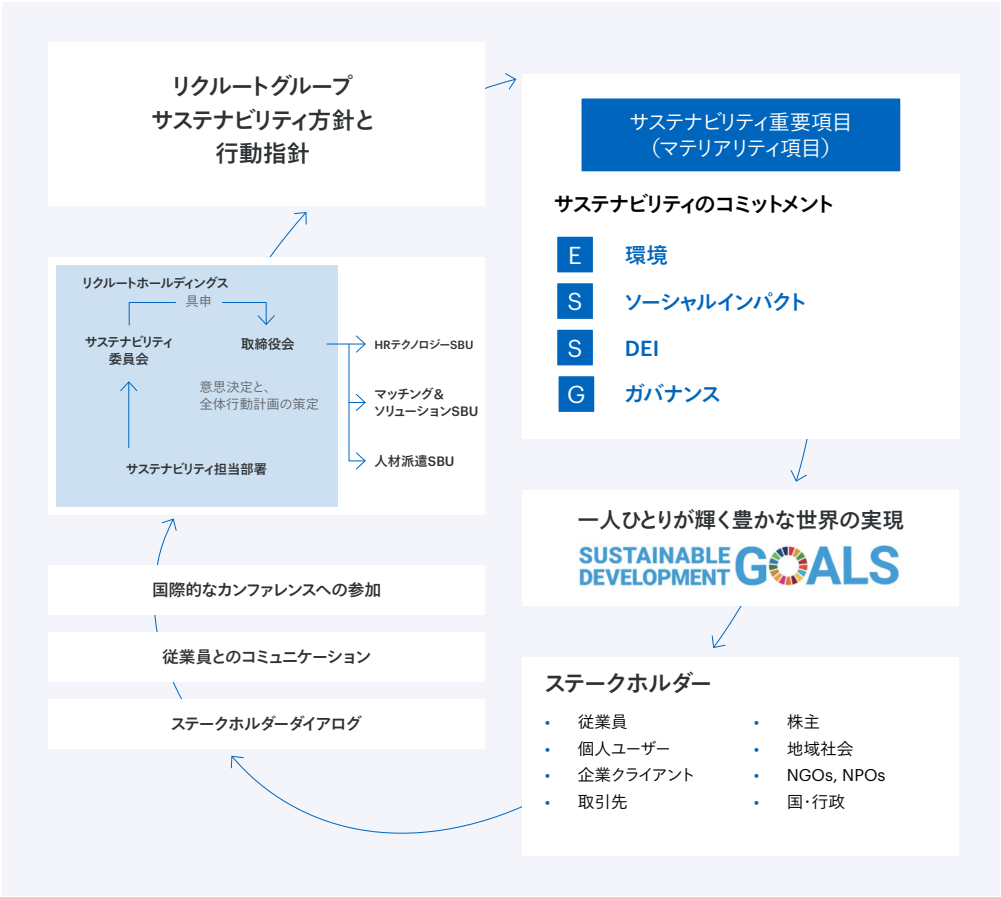 リクルートグループ
サステナビリティ方針と
行動指針
サステナビリティ重要項目
（マテリアリティ項目）
サステナビリティのコミットメント
E 環境
S ソーシャルインパクト
S DEI
G ガバナンス
リクルートホールディングス
具申
サステナビリティ
委員会
取締役会
意思決定と、
全体行動計画の策定
サステナビリティ担当部署
HRテクノロジーSBU
マッチング＆
ソリューションSBU
人材派遣SBU
一人ひとりが輝く豊かな世界の実現
SUSTAINABLE
DEVELOPMENT
GOALS
国際的なカンファレンスへの参加
従業員とのコミュニケーション
ステークホルダーダイアログ
ステークホルダー
• 従業員
• 個人ユーザー
• 企業クライアント
• 取引先
• 株主
• 地域社会
• NGOs, NPOs
• 国・行政